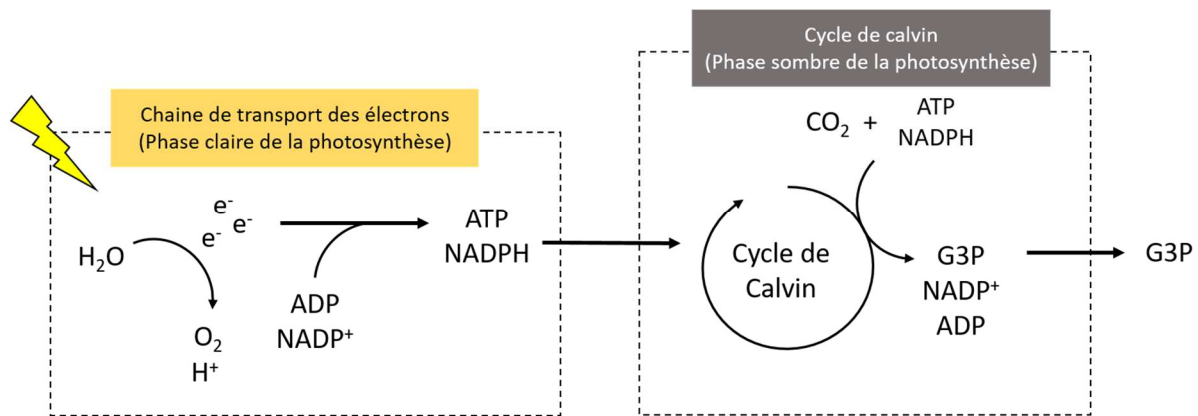 Chaine de transport des électrons
(Phase claire de la photosynthèse)
H₂O
e⁻
e⁻
e⁻
O₂
H⁺
ADP
NADP⁺
ATP
NADPH
Cycle de calvin
(Phase sombre de la photosynthèse)
CO₂ +
ATP
NADPH
Cycle de
Calvin
G3P
NADP⁺
ADP
G3P